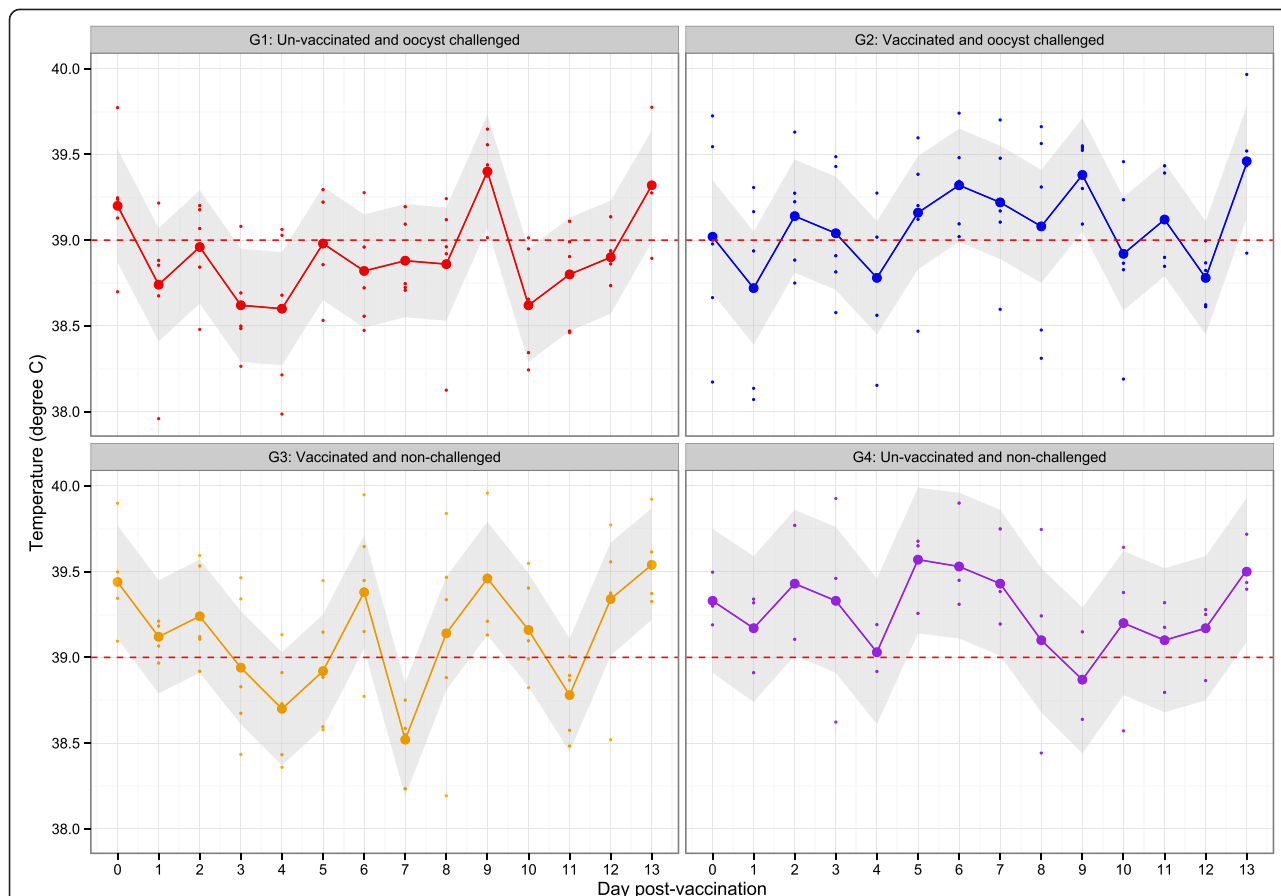 G1: Un-vaccinated and oocyst challenged
G2: Vaccinated and oocyst challenged
40.0
39.5
39.0
38.5
38.0
Temperature (degree C)
G3: Vaccinated and non-challenged
G4: Un-vaccinated and non-challenged
40.0
39.5
39.0
38.5
38.0
0 1 2 3 4 5 6 7 8 9 10 11 12 13 0 1 2 3 4 5 6 7 8 9 10 11 12 13
Day post-vaccination